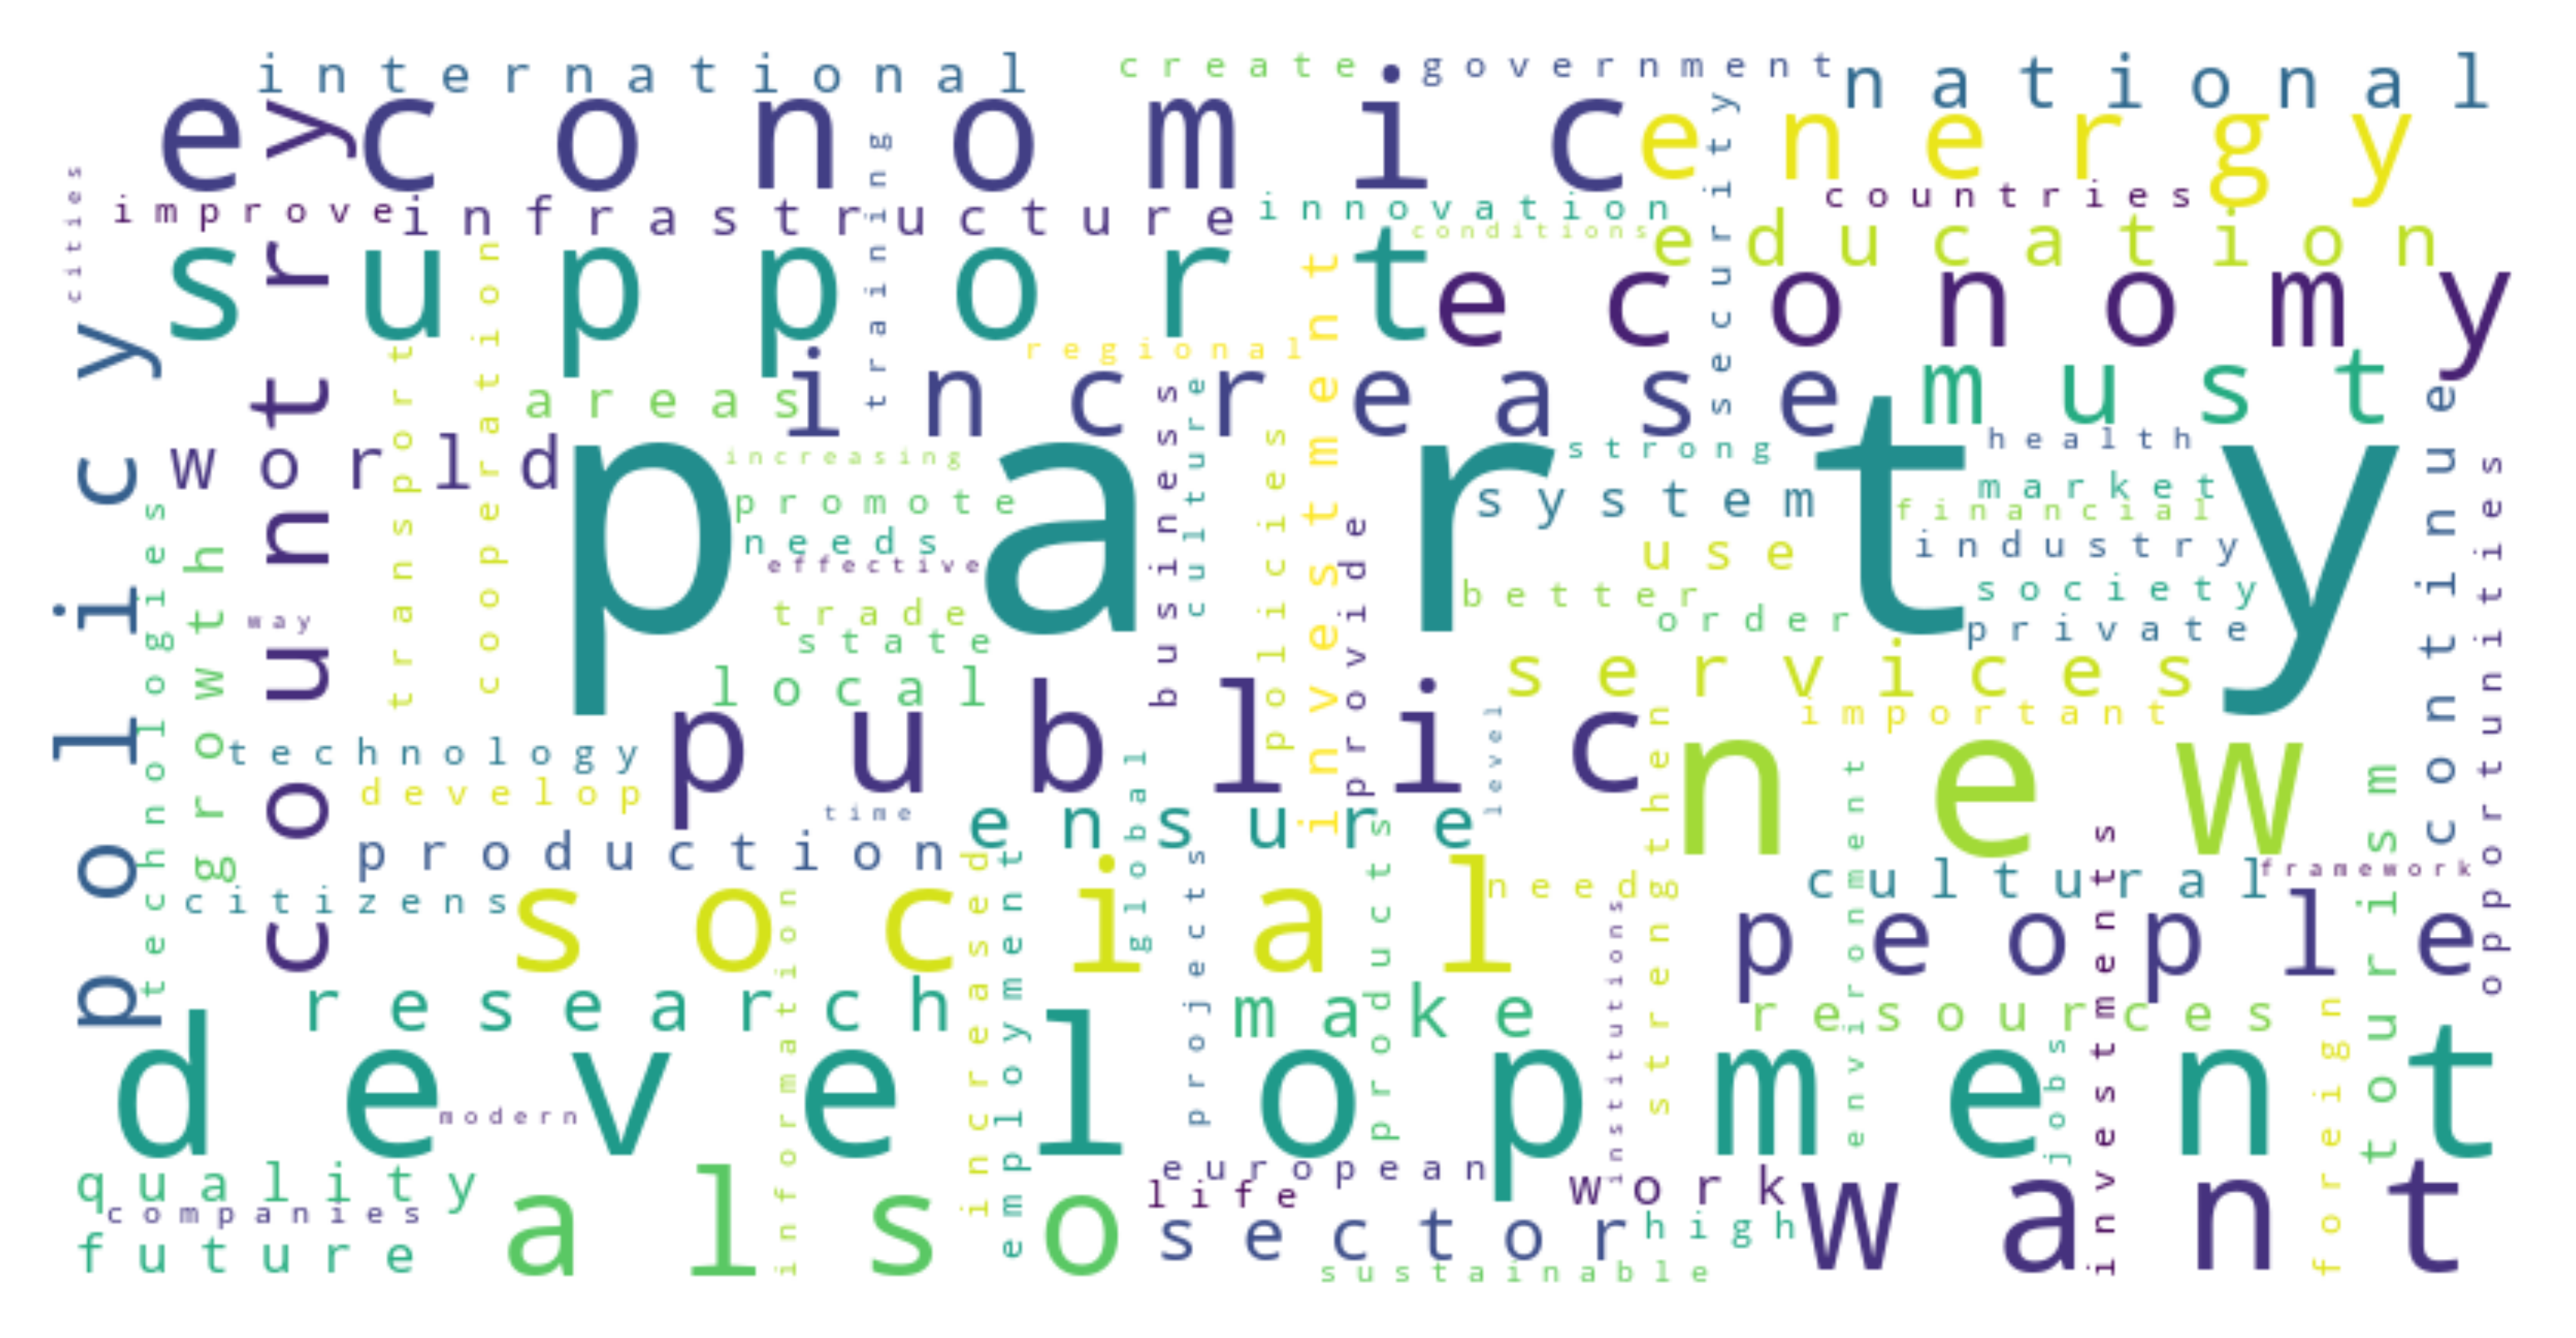 international
create
government
national
economic
energy
security
training
cities
improve
infrastructure
innovation
countries
conditions
education
support
economy
country
policy
cooperation
transport
regional
investment
areas
increase
must
culture
business
continue
world
increasing
policies
strong
health
opportunities
party
promote
system
market
financial
technologies
growth
needs
effective
provide
use
industry
way
trade
better
society
state
order
private
local
services
public
level
strengthen
important
technology
new
develop
time
global
environment
tourism
production
ensure
products
investments
citizens
social
increased
employment
projects
need
cultural
framework
information
institutions
people
research
make
resources
development
modern
jobs
foreign
quality
european
work
want
companies
life
also
sector
high
future
sustainable